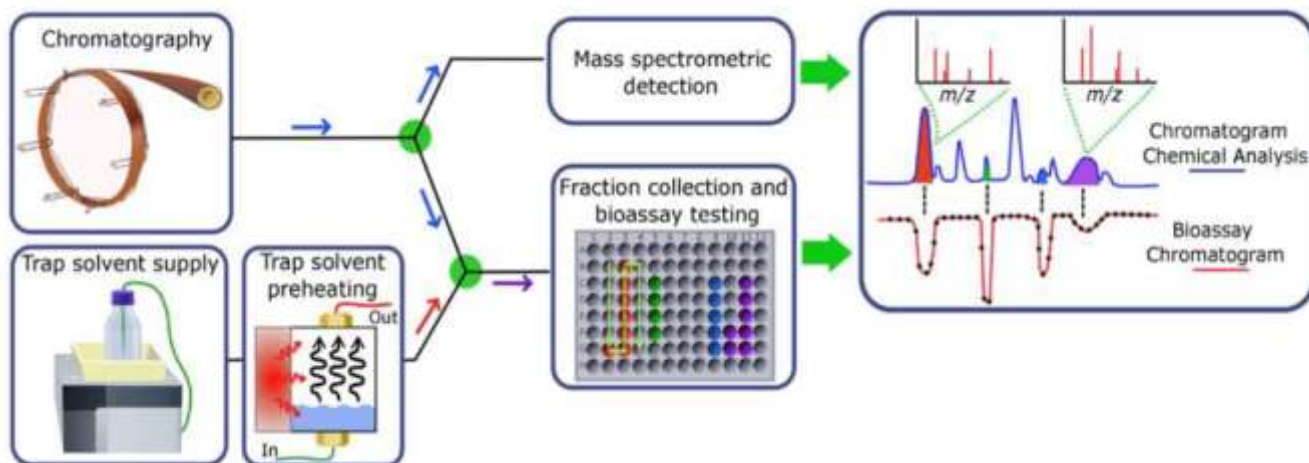 Chromatography
Mass spectrometric
detection
m/z
m/z
Chromatogram
Chemical Analysis
Fraction collection and
bioassay testing
Bioassay
Chromatogram
Trap solvent supply
Trap solvent
preheating
Out
In